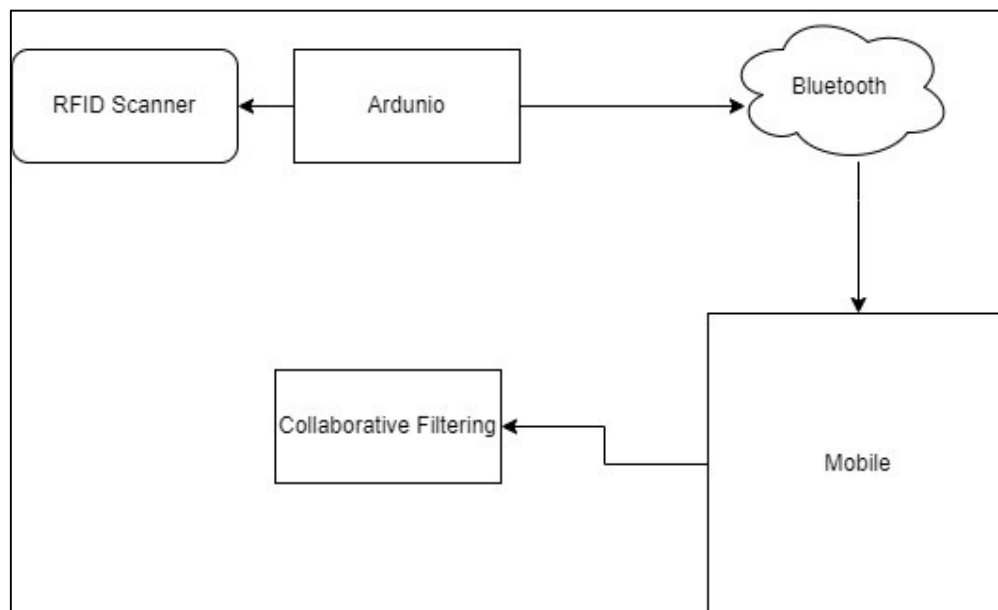 RFID Scanner
Ardunio
Bluetooth
Collaborative Filtering
Mobile